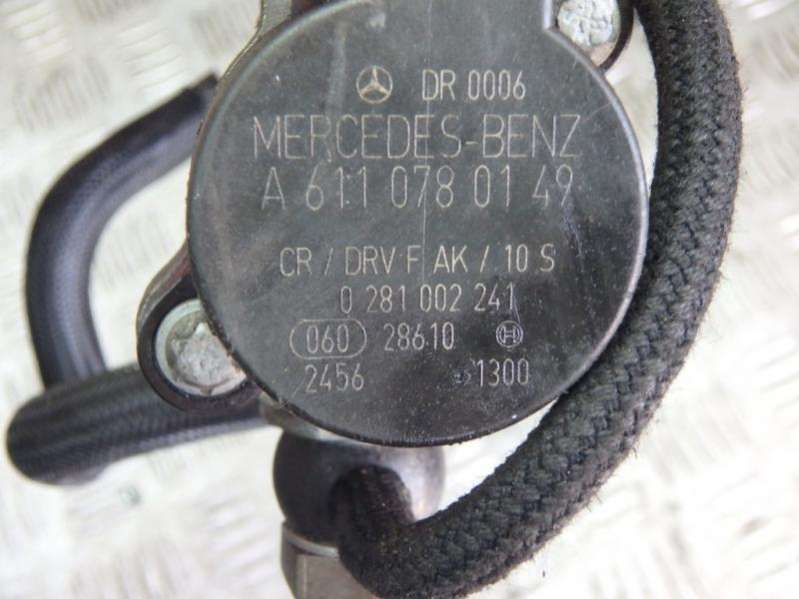 DR 0006
MERCEDES-BENZ
A 611 078 01 49
CR / DRV F AK / 10 S
0 281 002 241
060 28610
2456 1300